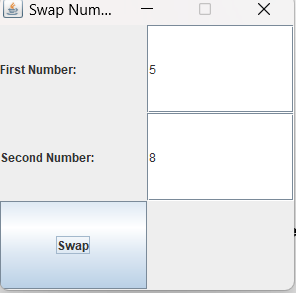 Swap Num...
First Number:
5
Second Number:
8
Swap